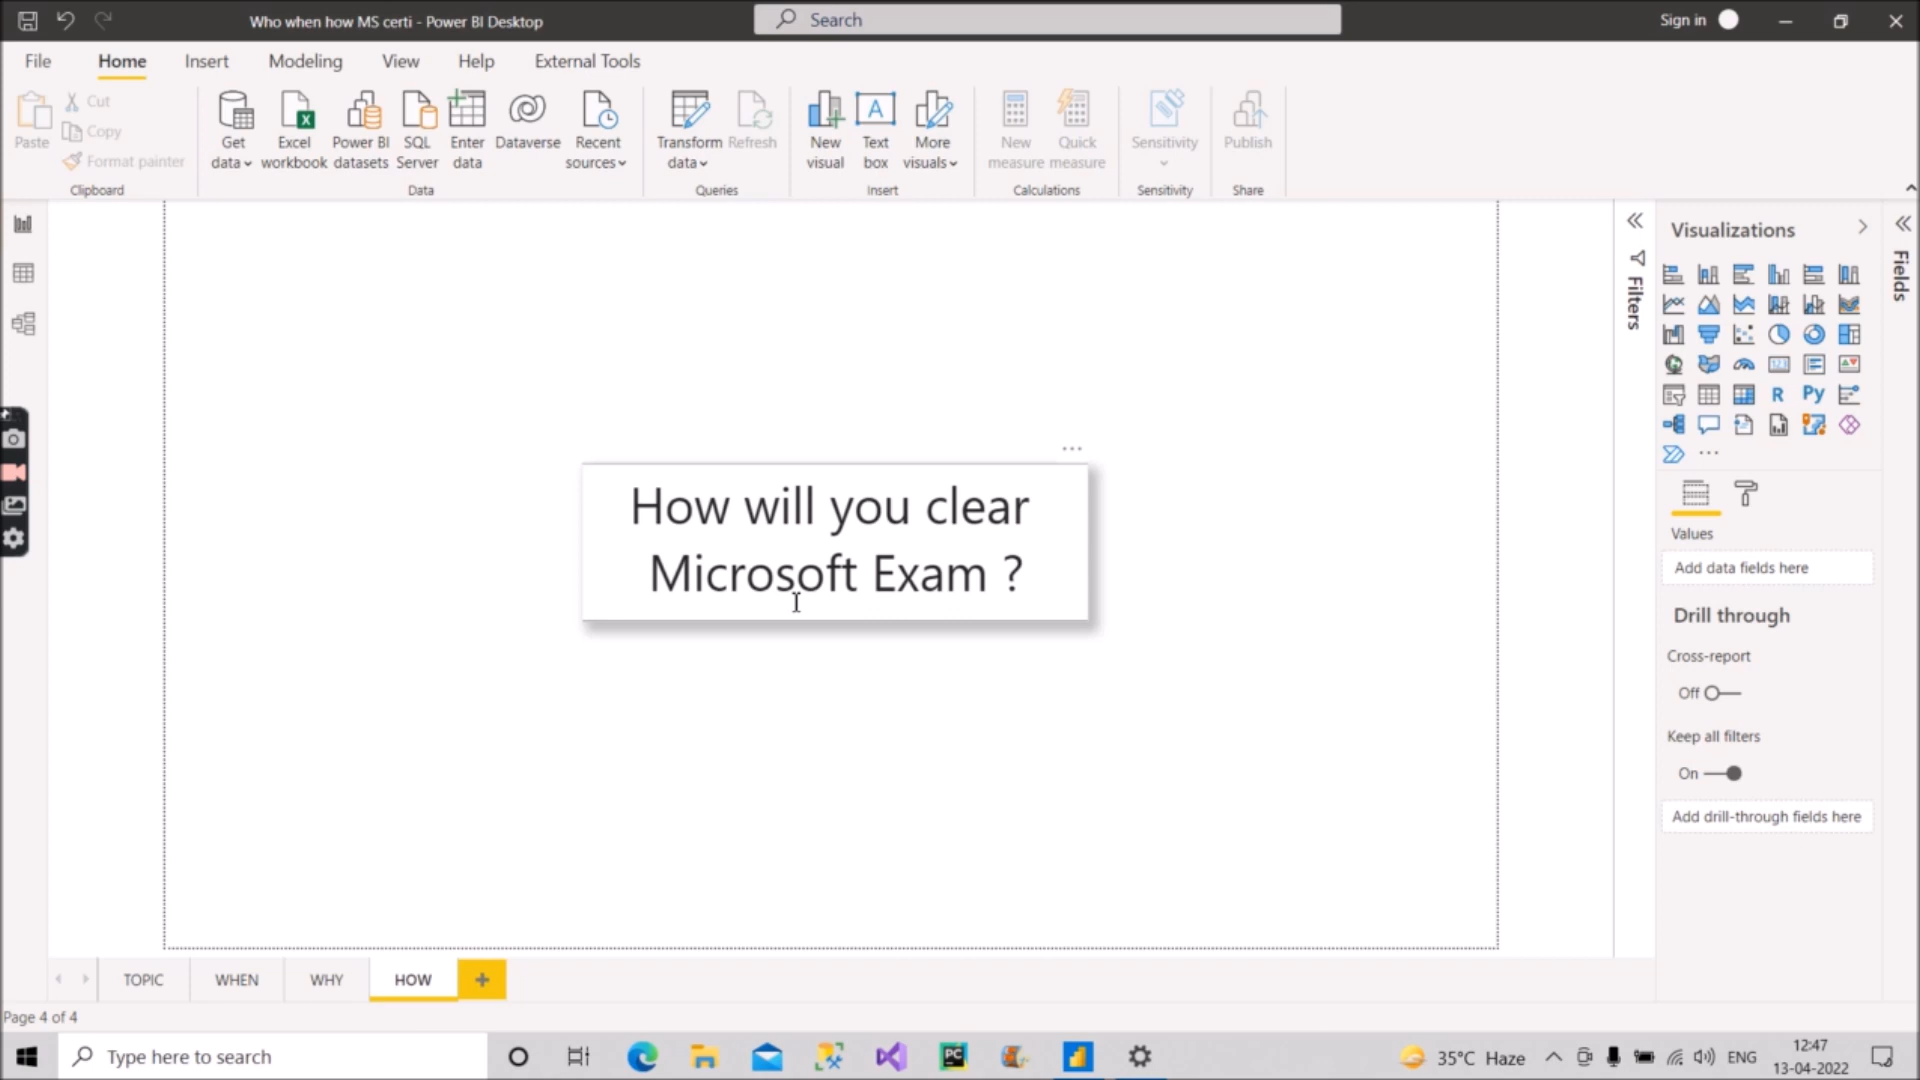 Who when how MS certi - Power BI Desktop
Search
Sign in
File
Home
Insert
Modeling
View
Help
External Tools
Paste
Cut
Copy
Format painter
Clipboard
Get data
Excel workbook
Power BI datasets
SQL Server
Enter data
Dataverse
Recent sources
Data
Transform data
Refresh
Queries
New visual
A
Text box
More visuals
Insert
New measure
Quick measure
Calculations
Sensitivity
Sensitivity
Publish
Share
How will you clear
Microsoft Exam ?
Filters
Visualizations
Fields
123
R
Py
Values
Add data fields here
Drill through
Cross-report
Off
Keep all filters
On
Add drill-through fields here
TOPIC
WHEN
WHY
HOW
Page 4 of 4
Type here to search
PC
35°C Haze
ENG
12:47
13-04-2022